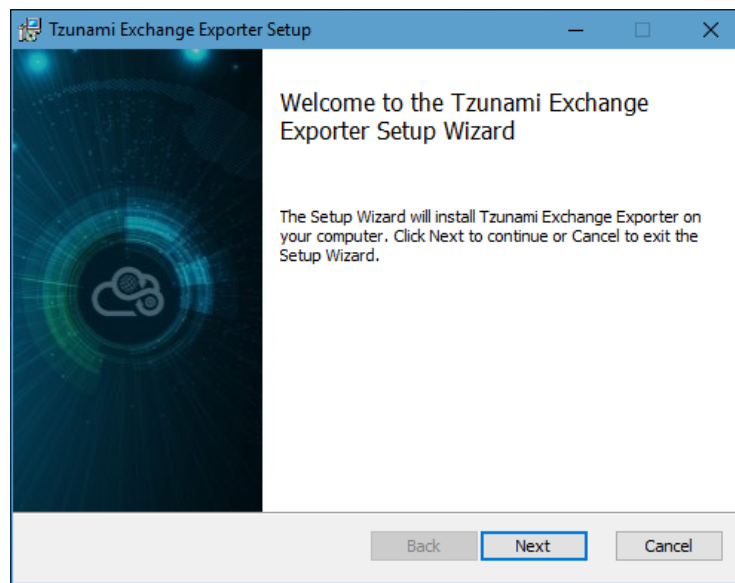 Tzunami Exchange Exporter Setup
Welcome to the Tzunami Exchange
Exporter Setup Wizard
The Setup Wizard will install Tzunami Exchange Exporter on
your computer. Click Next to continue or Cancel to exit the
Setup Wizard.
Back Next Cancel